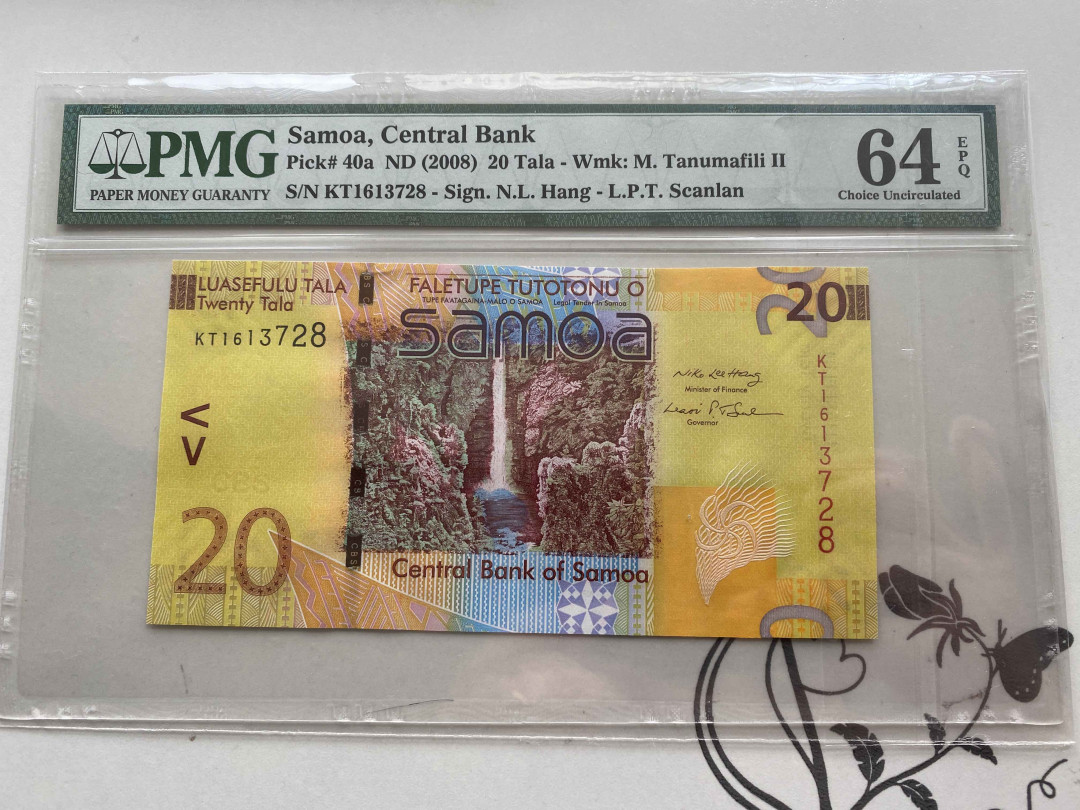 PMG
PAPER MONEY GUARANTY
Samoa, Central Bank
Pick# 40a ND (2008) 20 Tala - Wmk: M. Tanumafili II
S/N KT1613728 - Sign. N.L. Hang - L.P.T. Scanlan
64 EPQ
Choice Uncirculated
LUASEFULU TALA
Twenty Tala
KT1613728
FALETUPE TUTOTONU O
TUPE FA'ATAGAINA-MALO O SAMOA Legal Tender In Samoa
samoa
20
Minister of Finance
Governor
KT1613728
20
CBS
Central Bank of Samoa